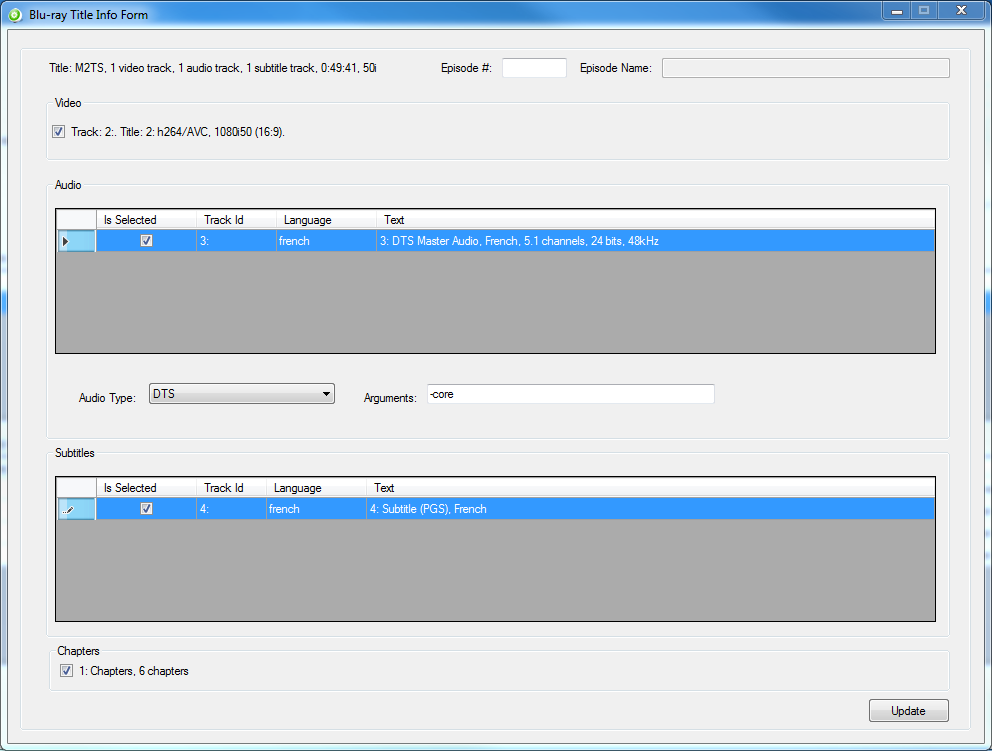 Blu-ray Title Info Form
Title: M2TS, 1 video track, 1 audio track, 1 subtitle track, 0:49:41, 50i Episode #: Episode Name:
Video
Track: 2:. Title: 2: h264/AVC, 1080i50 (16:9).
Audio
Is Selected Track Id Language Text
3: french 3: DTS Master Audio, French, 5.1 channels, 24 bits, 48kHz
Audio Type: DTS Arguments: -core
Subtitles
Is Selected Track Id Language Text
4: french 4: Subtitle (PGS), French
Chapters
1: Chapters, 6 chapters
Update